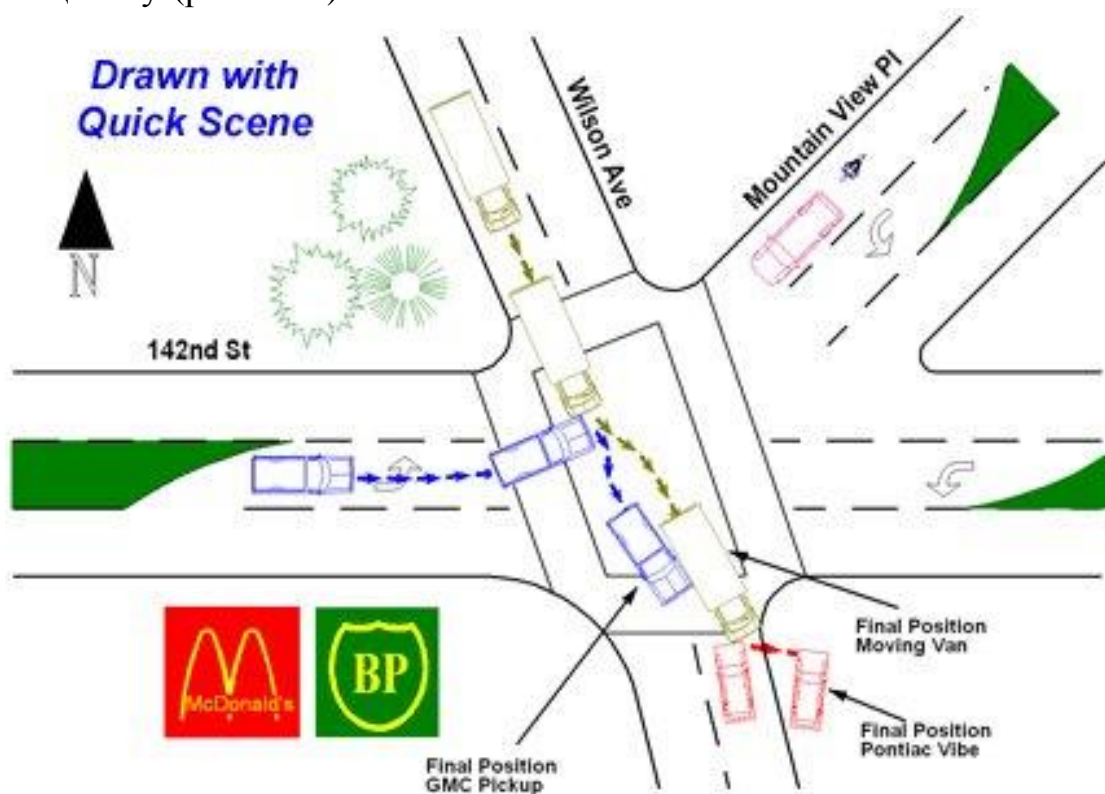 Drawn with
Quick Scene
N
Wilson Ave
Mountain View Pl
142nd St
McDonald's
BP
Final Position
Moving Van
Final Position
Pontiac Vibe
Final Position
GMC Pickup